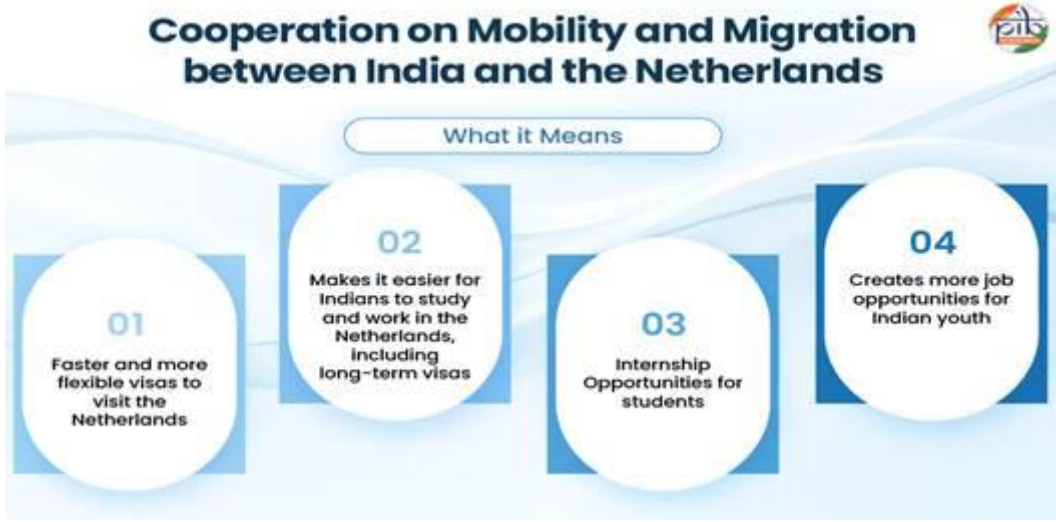 Cooperation on Mobility and Migration
between India and the Netherlands
pib
What it Means
01
Faster and more
flexible visas to
visit the
Netherlands
02
Makes it easier for
Indians to study
and work in the
Netherlands,
including
long-term visas
03
Internship
Opportunities for
students
04
Creates more job
opportunities for
Indian youth